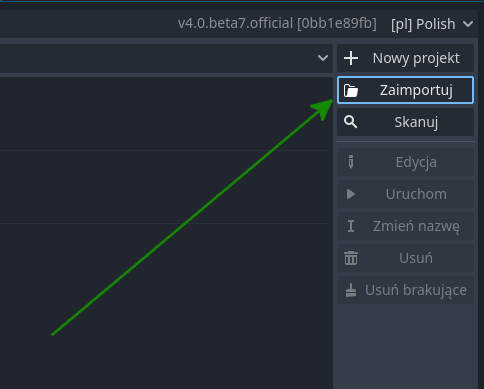 v4.0.beta7.official [0bb1e89fb] [pl] Polish
Nowy projekt
Zaimportuj
Skanuj
Edycja
Uruchom
Zmień nazwę
Usuń
Usuń brakujące